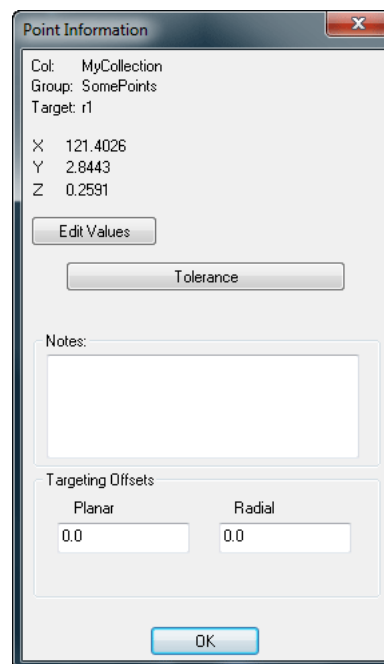 Point Information
Col: MyCollection
Group: SomePoints
Target: r1
X 121.4026
Y 2.8443
Z 0.2591
Edit Values
Tolerance
Notes:
Targeting Offsets
Planar Radial
0.0 0.0
OK